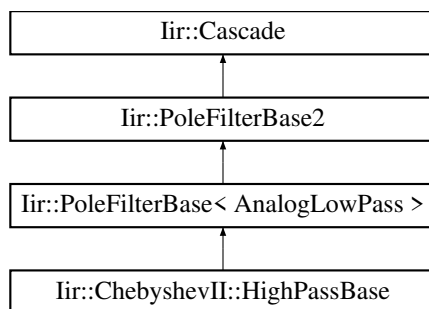 Iir::Cascade
Iir::PoleFilterBase2
Iir::PoleFilterBase< AnalogLowPass >
Iir::ChebyshevII::HighPassBase